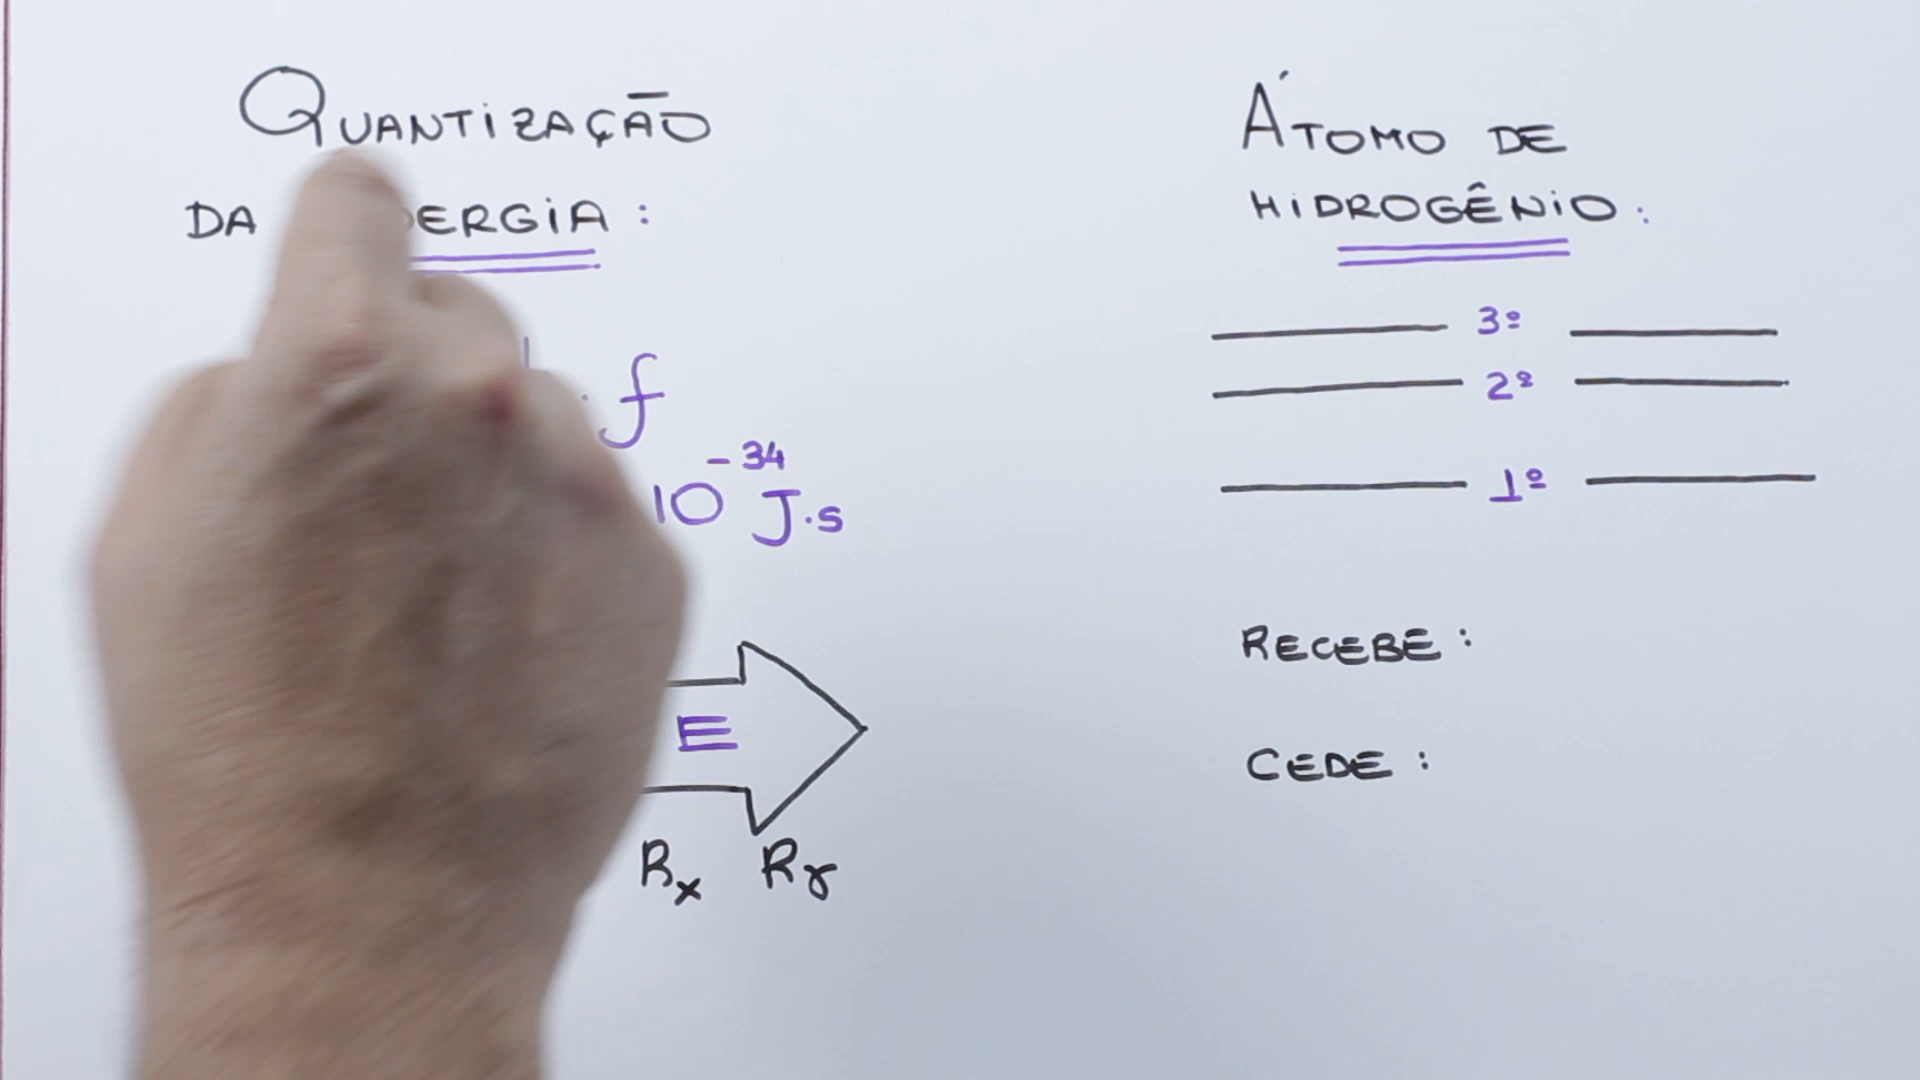 QUANTIZAÇÃO
DA ERGIA:
. f
10⁻³⁴ J.s
E
Rx Rγ
ÁTOMO DE
HIDROGÊNIO:
3º
2º
1º
RECEBE:
CEDE: